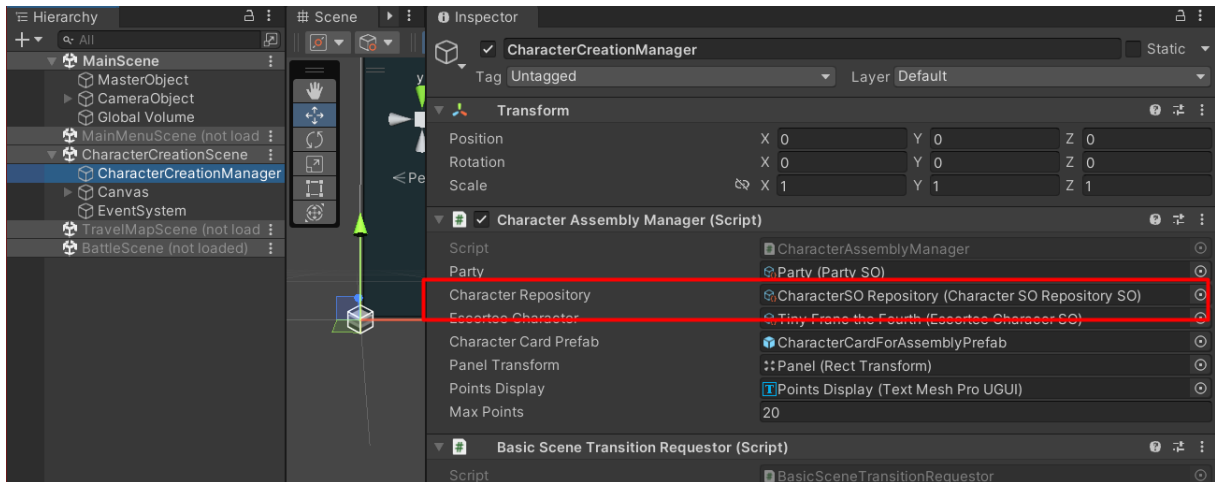 Hierarchy
All
MainScene
MasterObject
CameraObject
Global Volume
MainMenuScene (not load
CharacterCreationScene
CharacterCreationManager
Canvas
EventSystem
TravelMapScene (not loaded)
BattleScene (not loaded)
Scene
y
<Pe
Inspector
CharacterCreationManager
Static
Tag Untagged Layer Default
Transform
Position X 0 Y 0 Z 0
Rotation X 0 Y 0 Z 0
Scale X 1 Y 1 Z 1
# Character Assembly Manager (Script)
Script CharacterAssemblyManager
Party Party (Party SO)
Character Repository CharacterSO Repository (Character SO Repository SO)
Escortee Character Tiny Franc the Fourth (Escortee Characer SO)
Character Card Prefab CharacterCardForAssemblyPrefab
Panel Transform Panel (Rect Transform)
Points Display Points Display (Text Mesh Pro UGUI)
Max Points 20
# Basic Scene Transition Requestor (Script)
Script BasicSceneTransitionRequestor